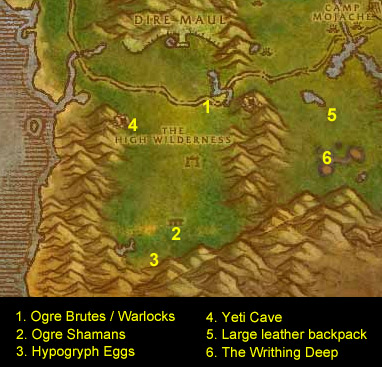 DIRE MAUL
CAMP
MOJACHE
1
4
5
THE
HIGH WILDERNESS
6
2
3
1. Ogre Brutes / Warlocks
2. Ogre Shamans
3. Hypogryph Eggs
4. Yeti Cave
5. Large leather backpack
6. The Writhing Deep